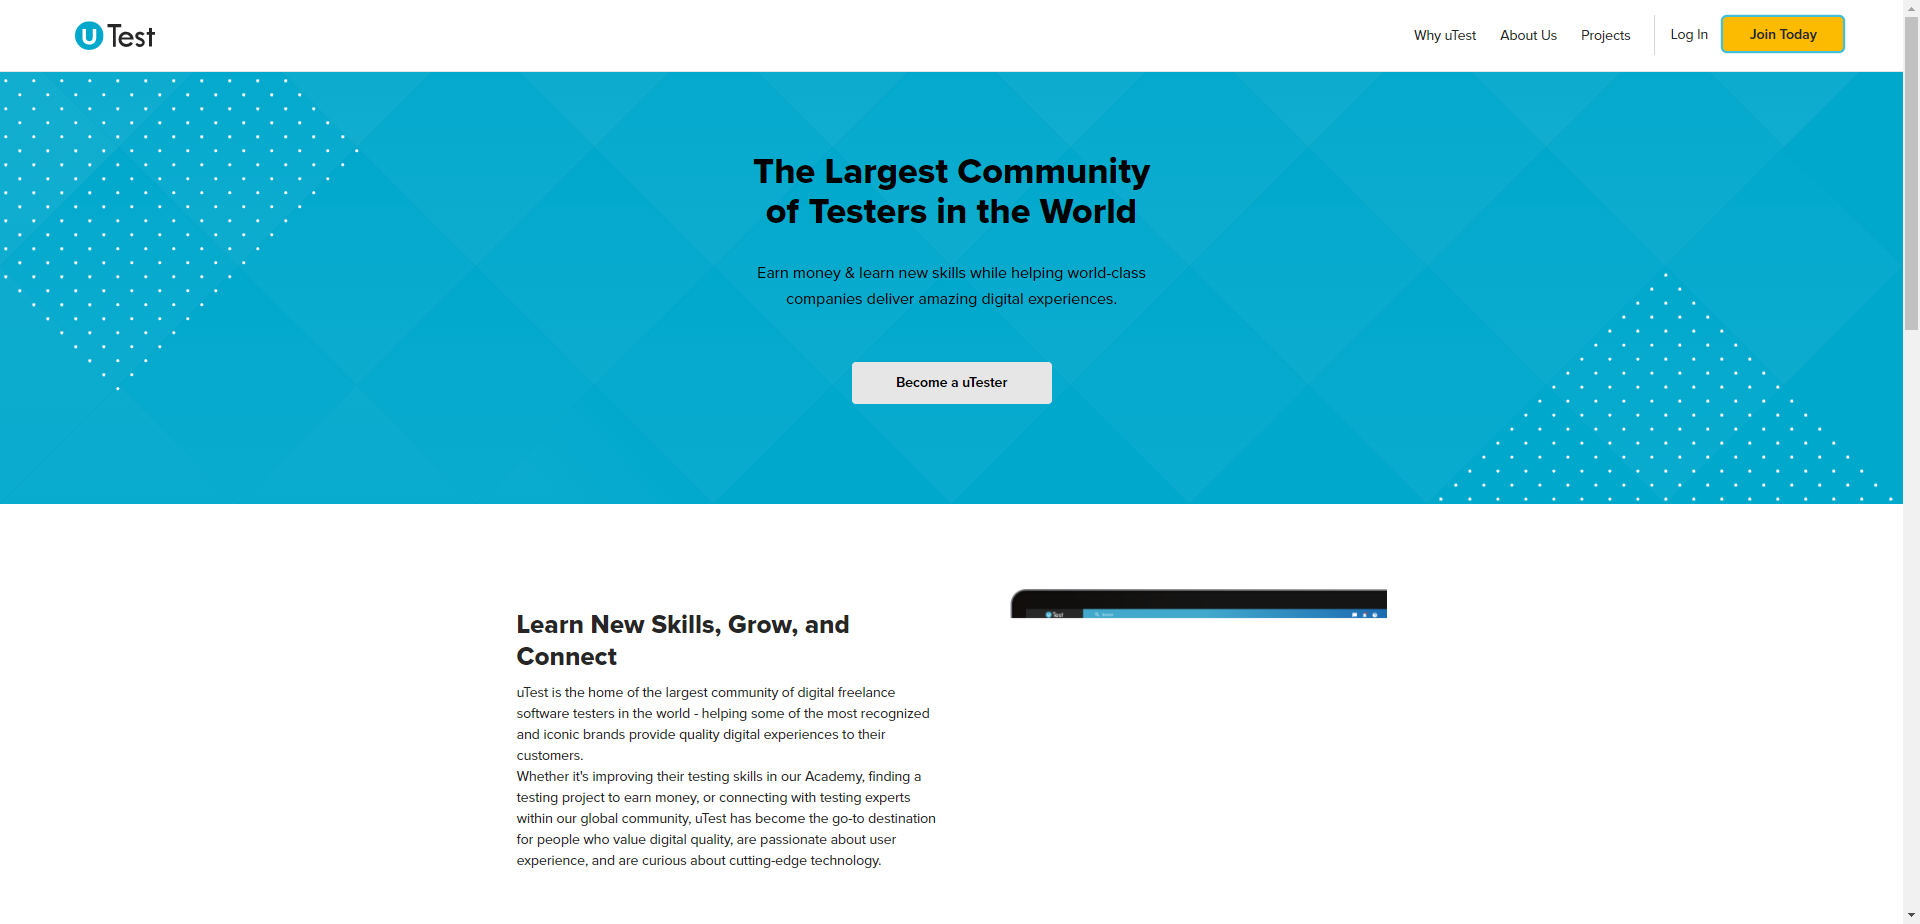 uTest
Why uTest
About Us
Projects
Log In
Join Today
The Largest Community
of Testers in the World
Earn money & learn new skills while helping world-class
companies deliver amazing digital experiences.
Become a uTester
Learn New Skills, Grow, and
Connect
uTest is the home of the largest community of digital freelance
software testers in the world - helping some of the most recognized
and iconic brands provide quality digital experiences to their
customers.
Whether it's improving their testing skills in our Academy, finding a
testing project to earn money, or connecting with testing experts
within our global community, uTest has become the go-to destination
for people who value digital quality, are passionate about user
experience, and are curious about cutting-edge technology.
uTest